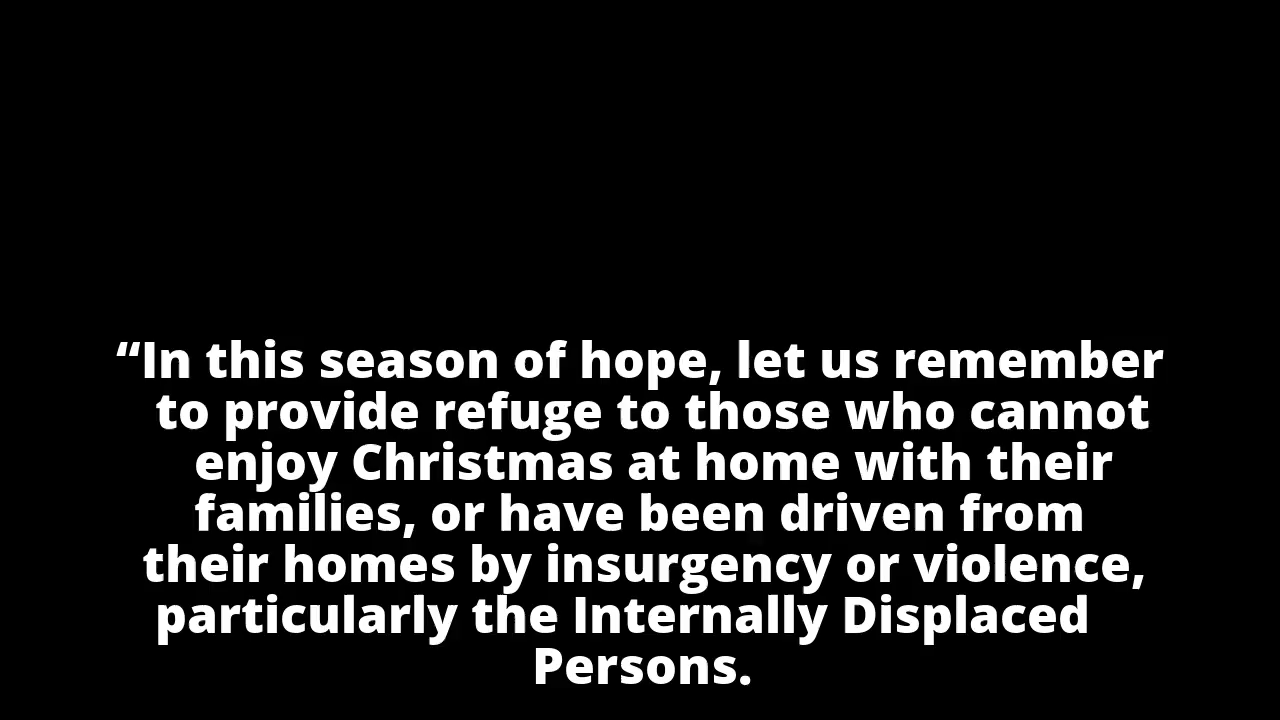 “In this season of hope, let us remember
to provide refuge to those who cannot
enjoy Christmas at home with their
families, or have been driven from
their homes by insurgency or violence,
particularly the Internally Displaced
Persons.